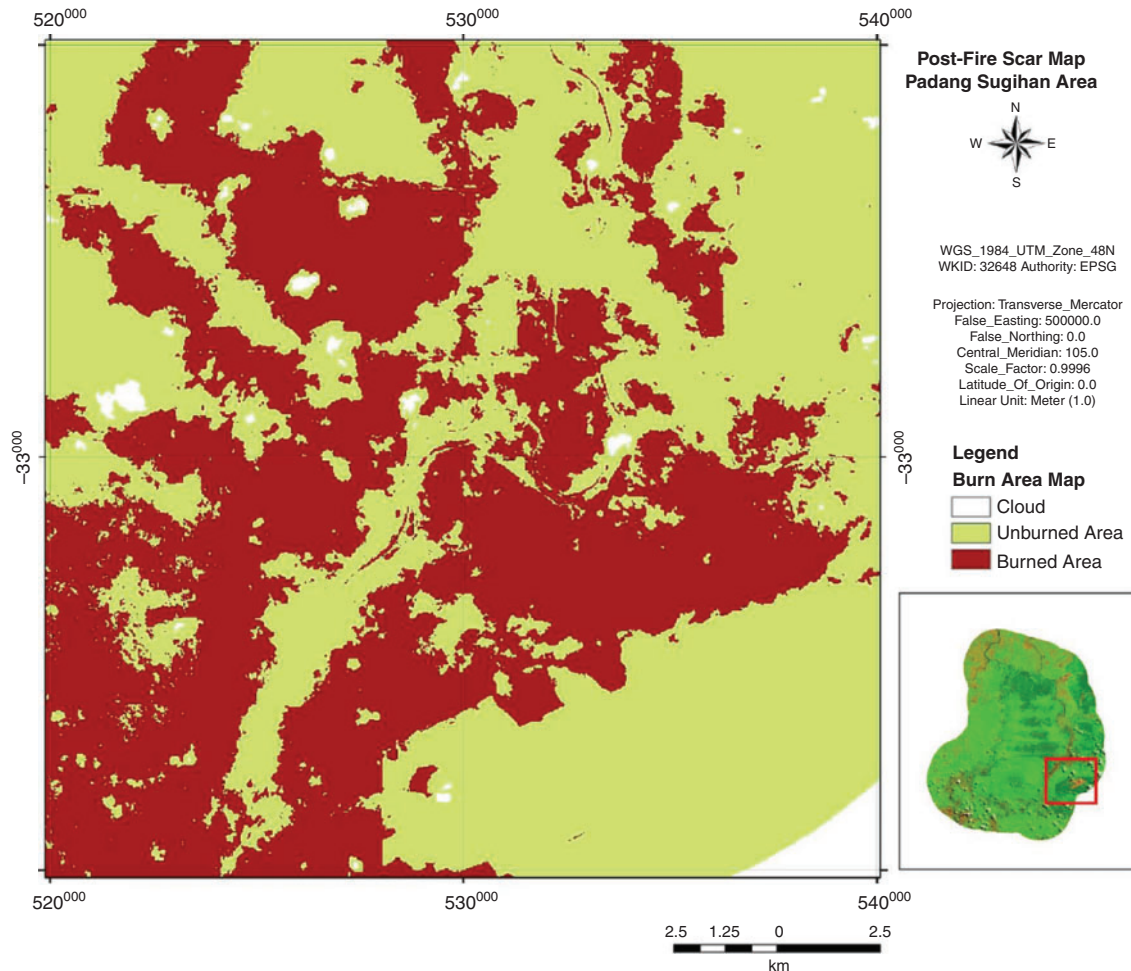 520000
530000
540000
Post-Fire Scar Map
Padang Sugihan Area
N
W
E
S
WGS_1984_UTM_Zone_48N
WKID: 32648 Authority: EPSG
Projection: Transverse_Mercator
False_Easting: 500000.0
False_Northing: 0.0
Central_Meridian: 105.0
Scale_Factor: 0.9996
Latitude_Of_Origin: 0.0
Linear Unit: Meter (1.0)
–33000
–33000
Legend
Burn Area Map
Cloud
Unburned Area
Burned Area
520000
530000
540000
2.5 1.25 0 2.5
km